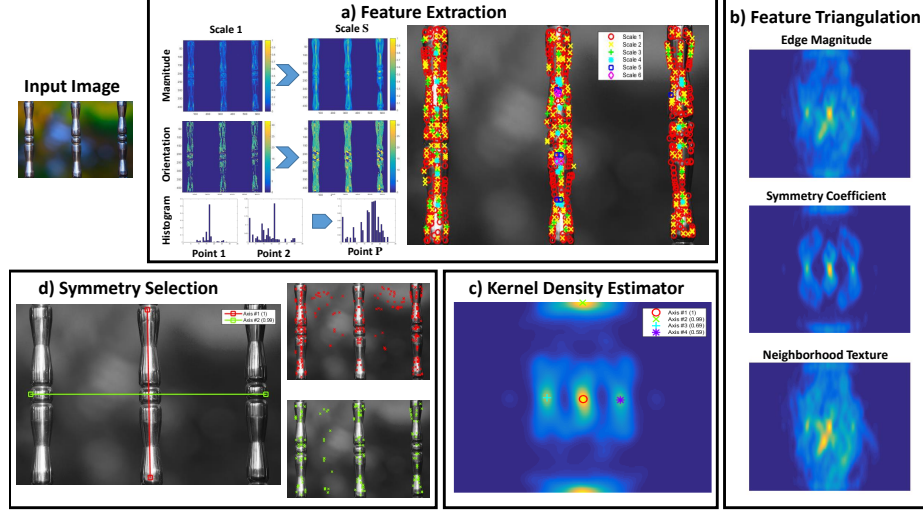 Input Image
a) Feature Extraction
Scale 1
Scale S
Magnitude
Orientation
Histogram
Point 1
Point 2
Point P
Scale 1
Scale 2
Scale 3
Scale 4
Scale 5
Scale 6
b) Feature Triangulation
Edge Magnitude
Symmetry Coefficient
Neighborhood Texture
d) Symmetry Selection
Axis #1 (1)
Axis #2 (0.99)
c) Kernel Density Estimator
Axis #1 (1)
Axis #2 (0.99)
Axis #3 (0.69)
Axis #4 (0.59)